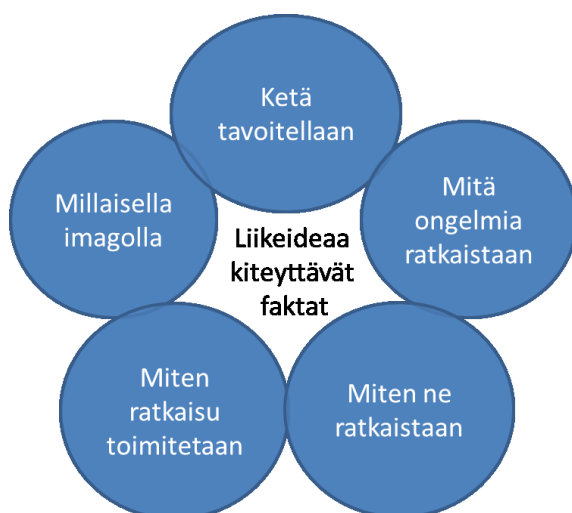 Ketä
tavoitellaan
Mitä
ongelmia
ratkaistaan
Miten ne
ratkaistaan
Miten
ratkaisu
toimitetaan
Millaisella
imagolla
Liikeideaa
kiteyttävät
faktat